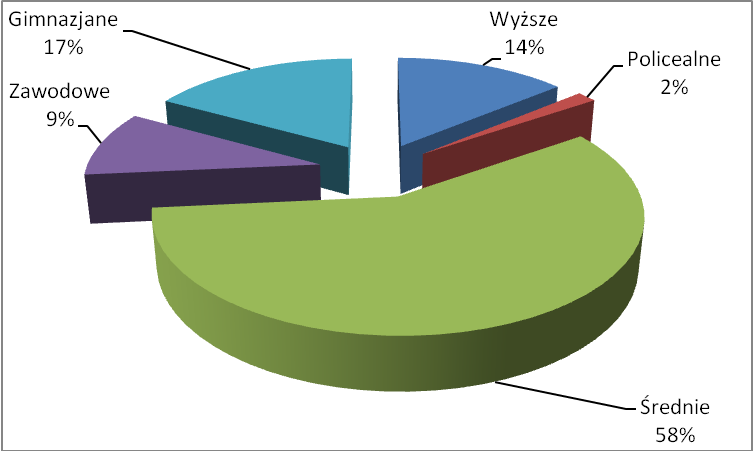 Gimnazjane
17%
Wyższe
14%
Policealne
2%
Zawodowe
9%
Średnie
58%